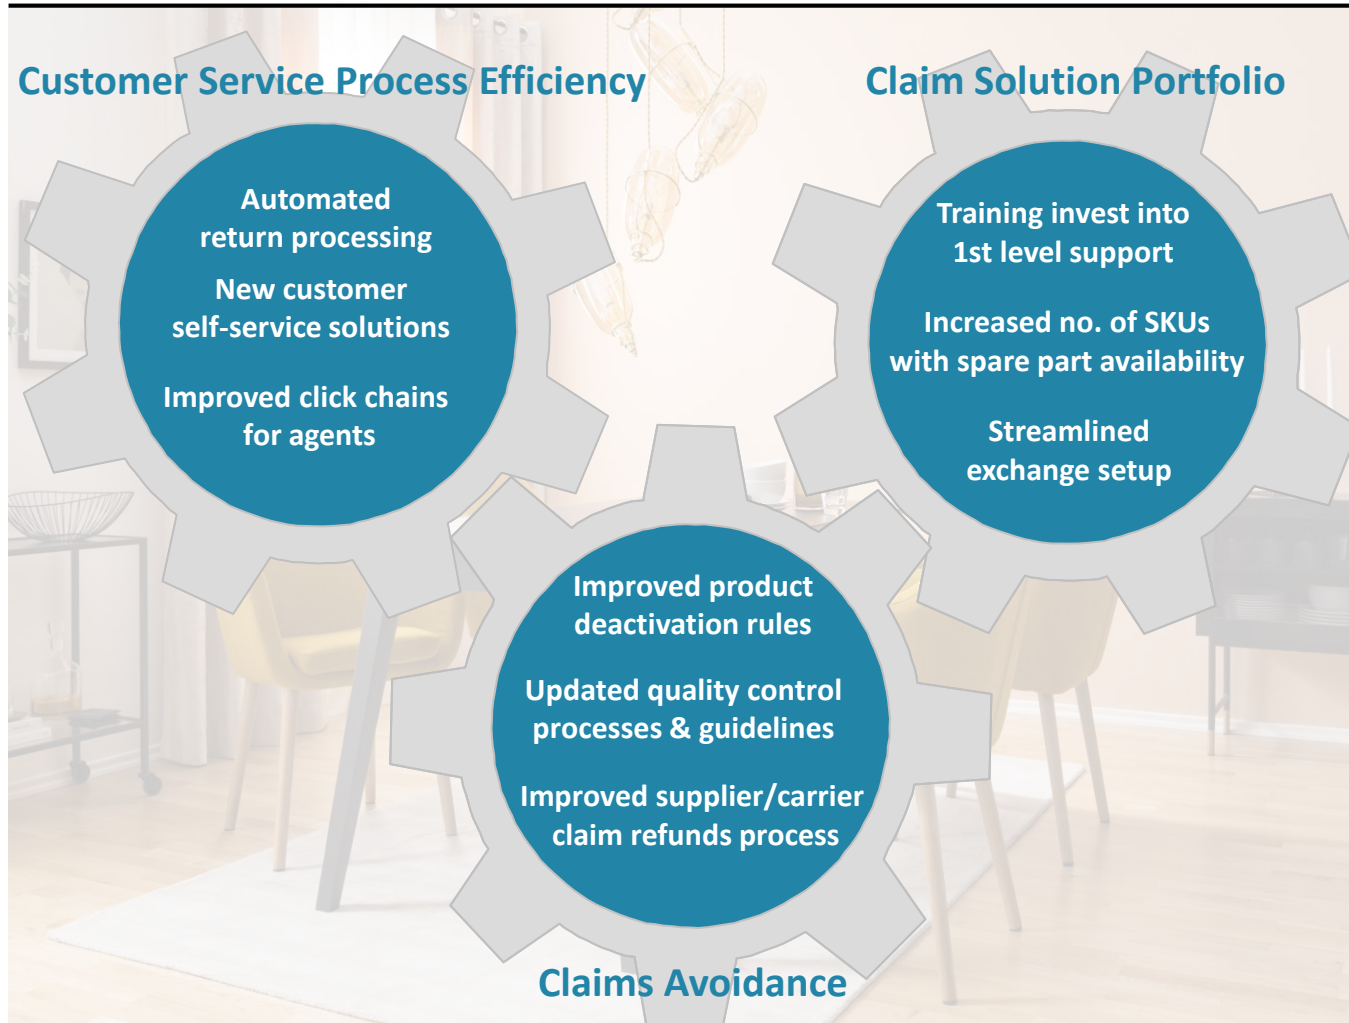 Customer Service Process Efficiency
Automated
return processing
New customer
self-service solutions
Improved click chains
for agents
Claim Solution Portfolio
Training invest into
1st level support
Increased no. of SKUs
with spare part availability
Streamlined
exchange setup
Improved product
deactivation rules
Updated quality control
processes & guidelines
Improved supplier/carrier
claim refunds process
Claims Avoidance